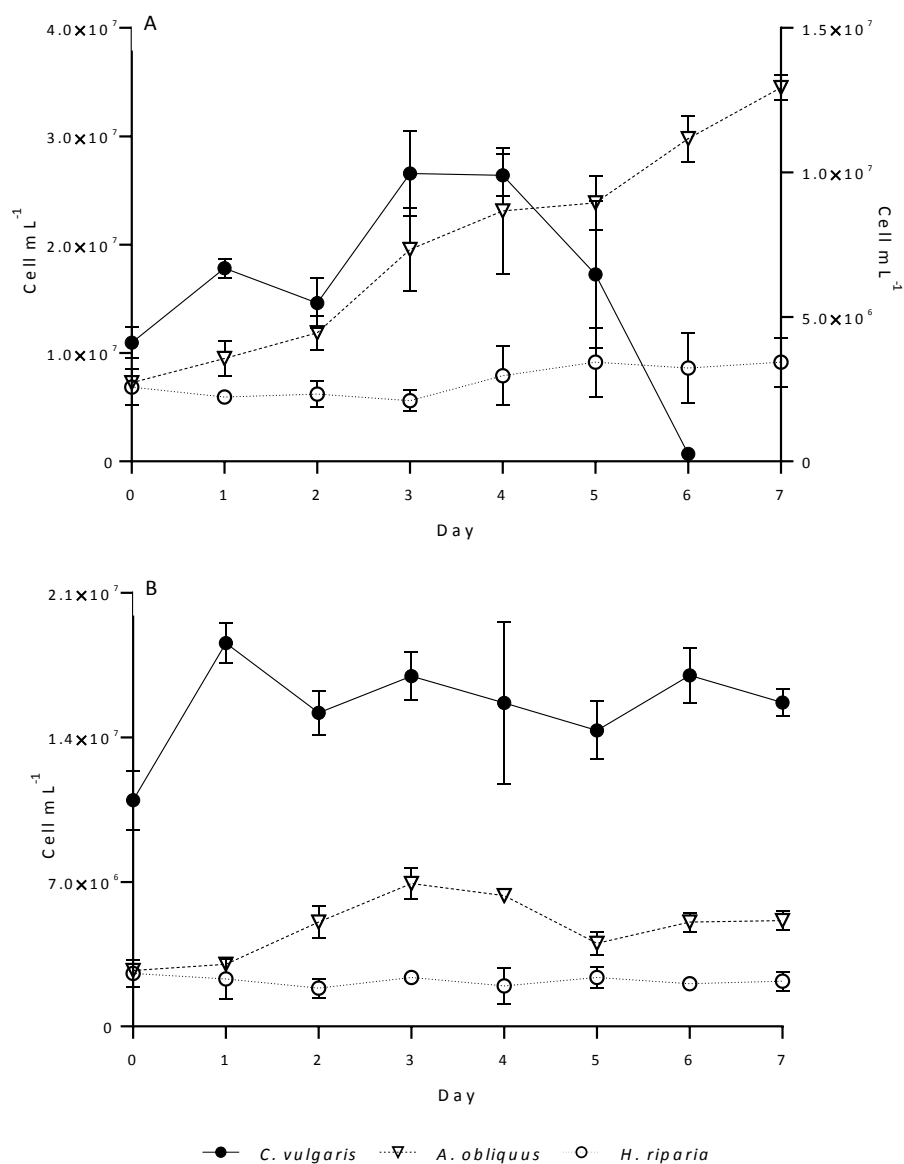 A
4.0×10⁷
3.0×10⁷
2.0×10⁷
1.0×10⁷
0
Cell mL⁻¹
1.5×10⁷
1.0×10⁷
5.0×10⁶
0
Cell mL⁻¹
0 1 2 3 4 5 6 7
Day
B
2.1×10⁷
1.4×10⁷
7.0×10⁶
0
Cell mL⁻¹
0 1 2 3 4 5 6 7
Day
C. vulgaris A. obliquus H. riparia